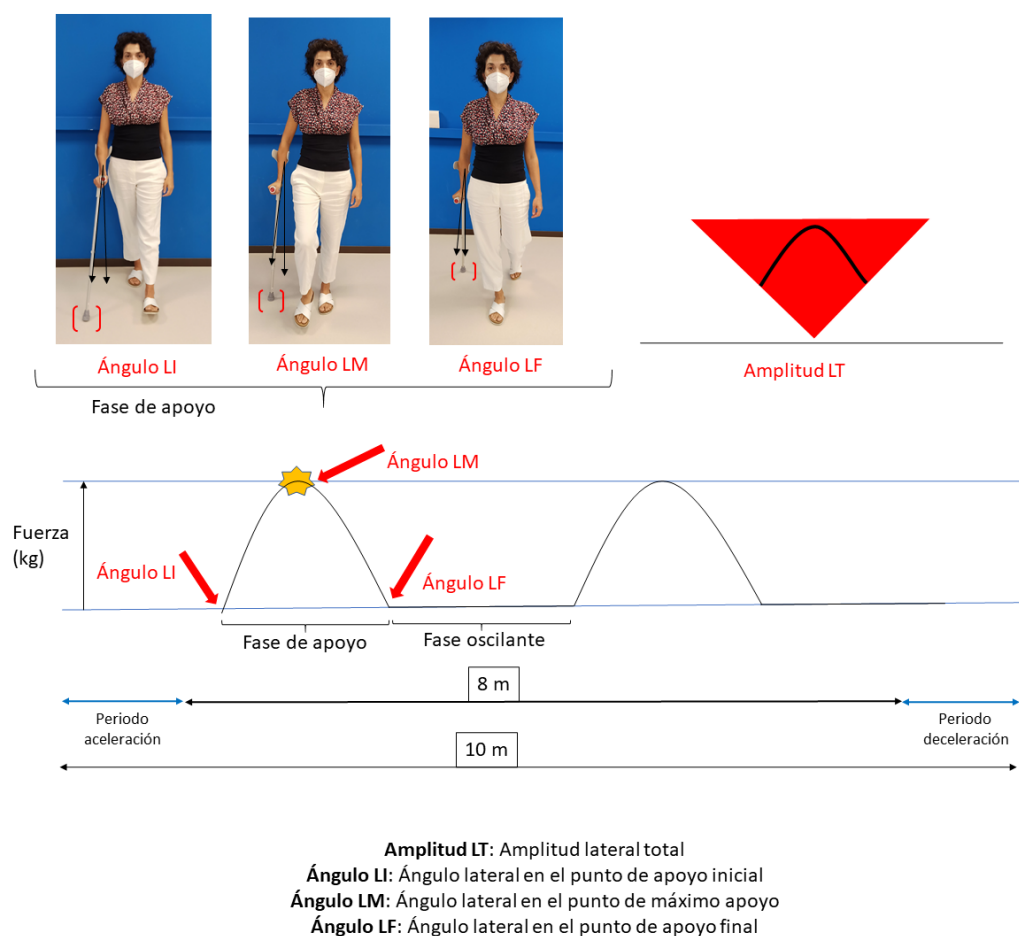 Ángulo LI
Ángulo LM
Ángulo LF
Amplitud LT
Fase de apoyo
Ángulo LM
Fuerza
(kg)
Ángulo LI
Ángulo LF
Fase de apoyo
Fase oscilante
8 m
Periodo
aceleración
Periodo
deceleración
10 m
Amplitud LT: Amplitud lateral total
Ángulo LI: Ángulo lateral en el punto de apoyo inicial
Ángulo LM: Ángulo lateral en el punto de máximo apoyo
Ángulo LF: Ángulo lateral en el punto de apoyo final